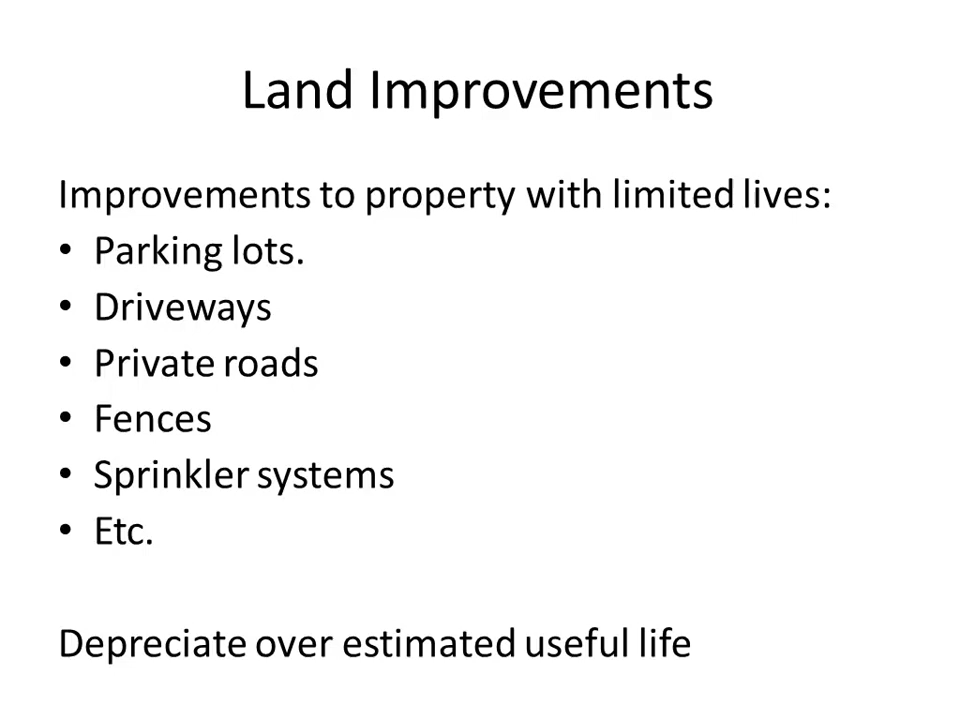 Land Improvements
Improvements to property with limited lives:
• Parking lots.
• Driveways
• Private roads
• Fences
• Sprinkler systems
• Etc.
Depreciate over estimated useful life